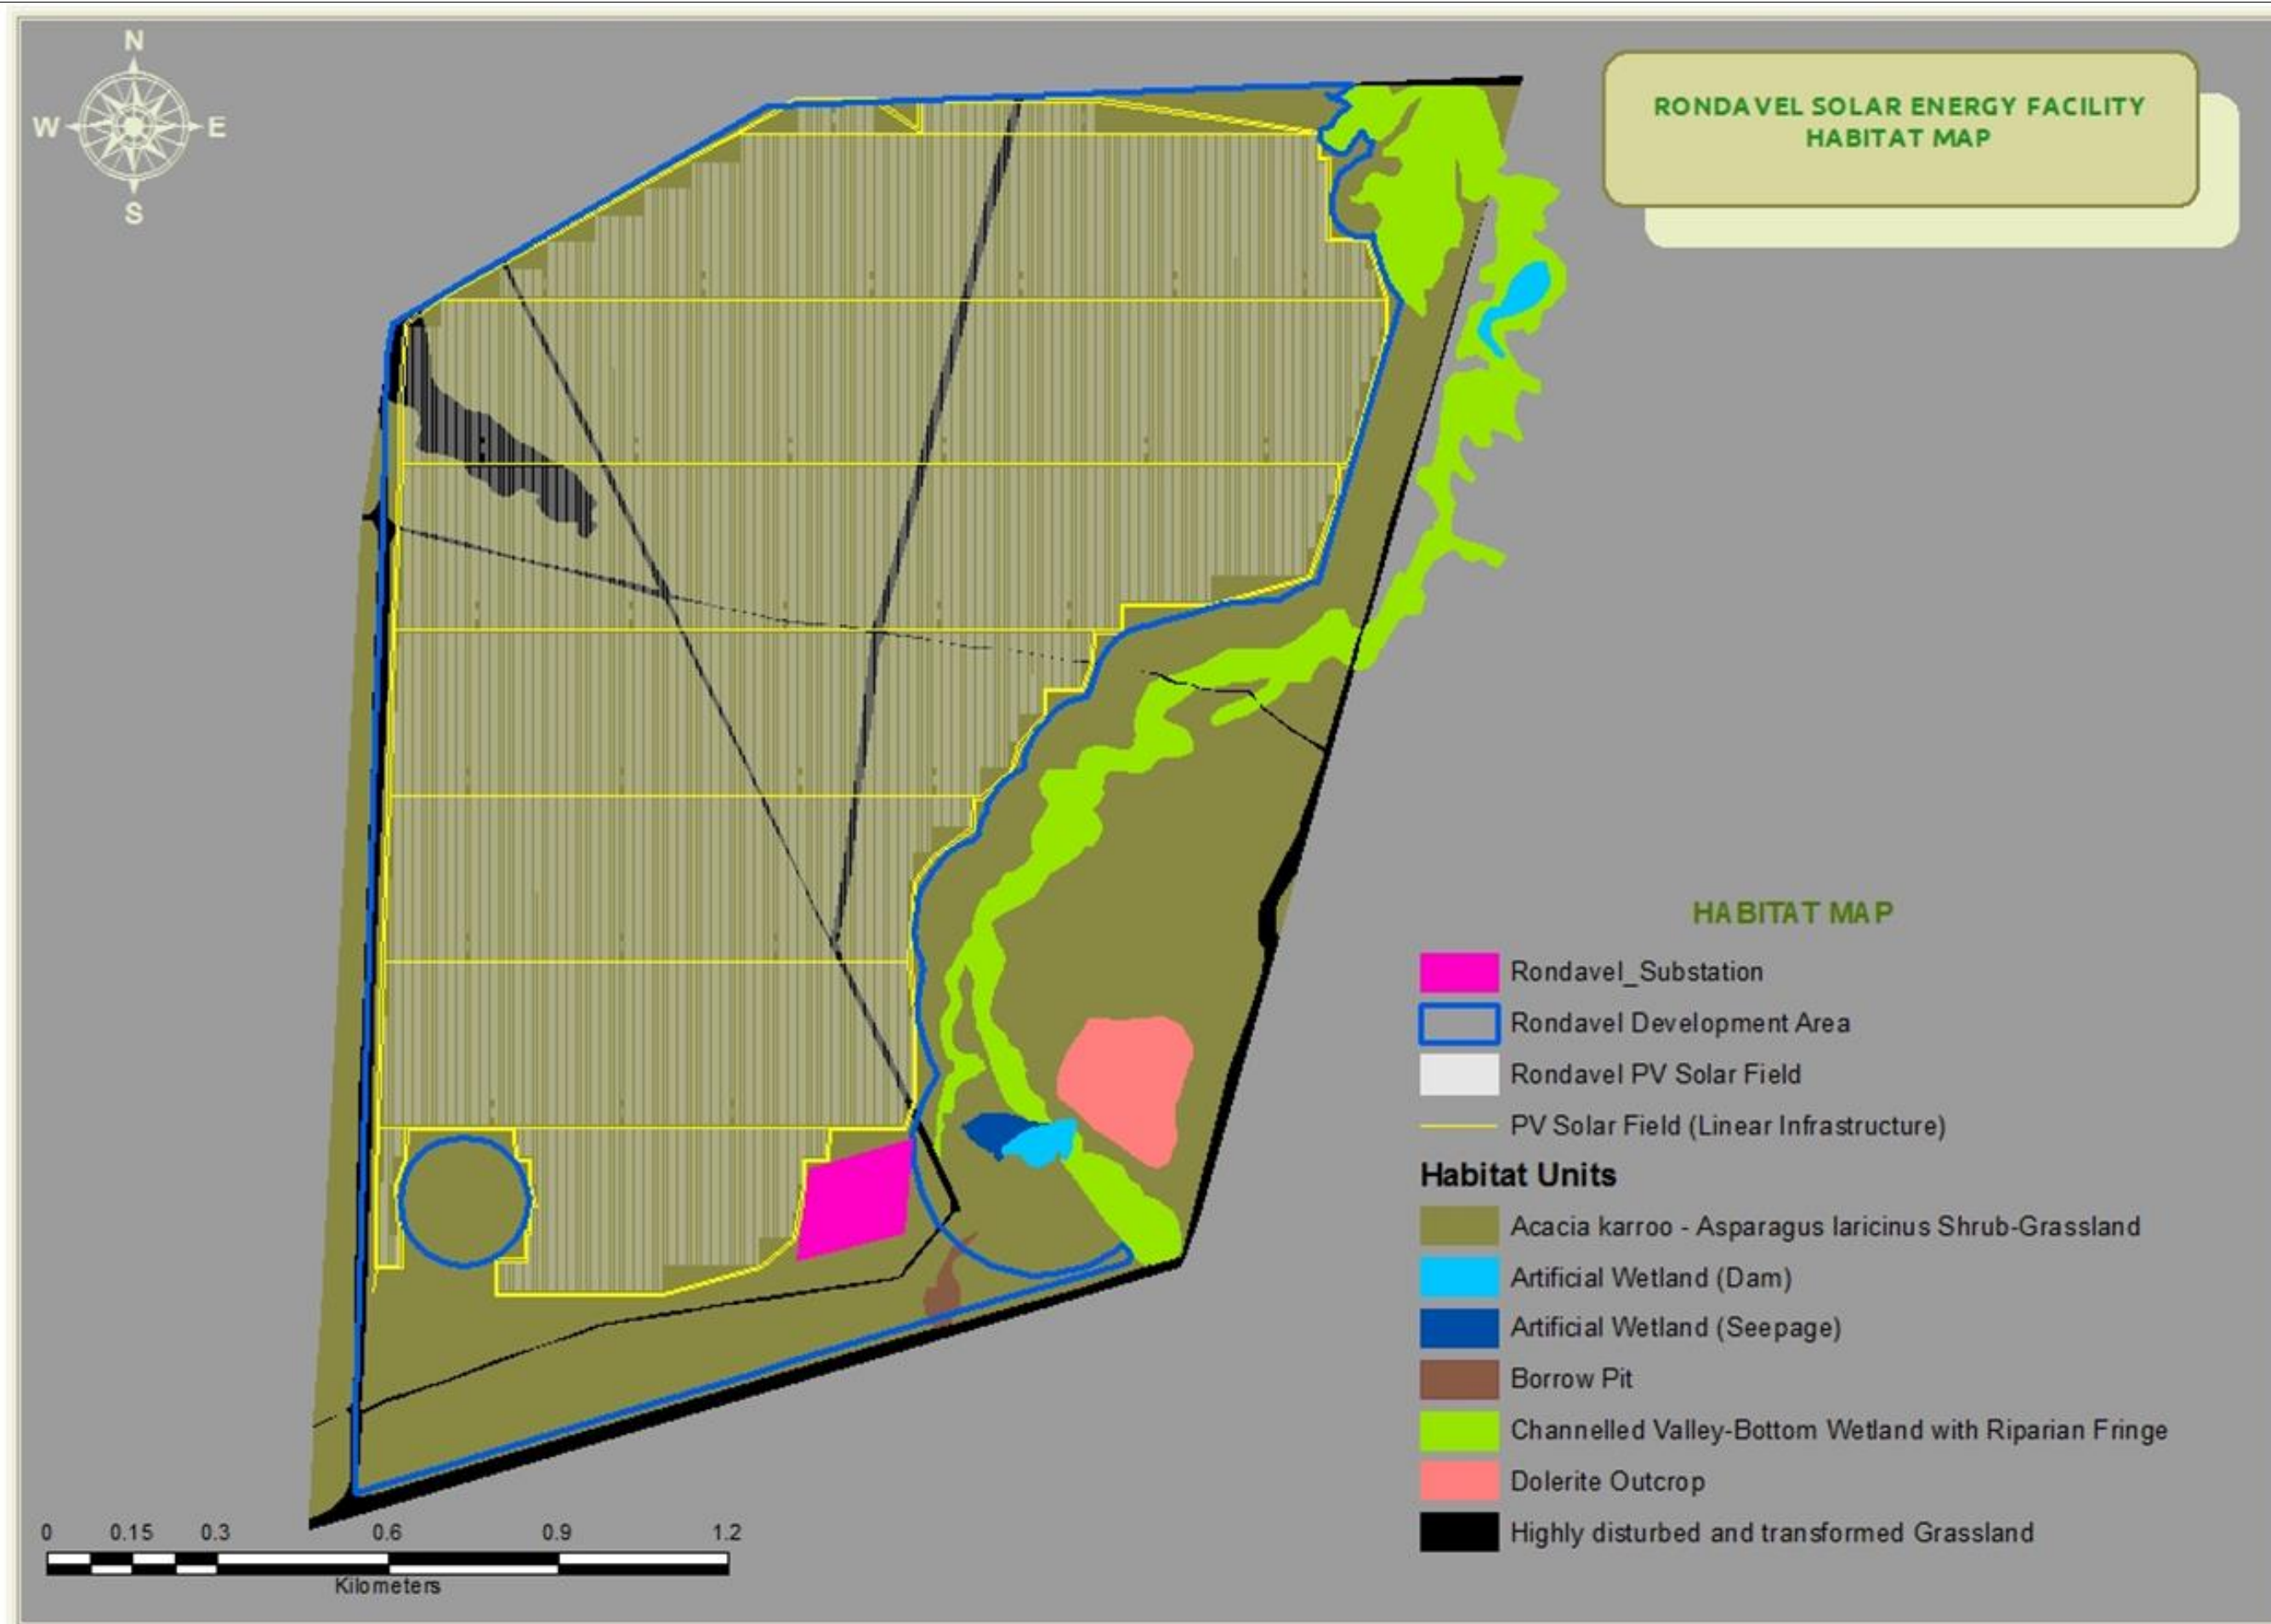 N
W
E
S
RONDAVEL SOLAR ENERGY FACILITY
HABITAT MAP
HABITAT MAP
Rondavel_Substation
Rondavel Development Area
Rondavel PV Solar Field
PV Solar Field (Linear Infrastructure)
Habitat Units
Acacia karroo - Asparagus laricinus Shrub-Grassland
Artificial Wetland (Dam)
Artificial Wetland (Seepage)
Borrow Pit
Channelled Valley-Bottom Wetland with Riparian Fringe
Dolerite Outcrop
Highly disturbed and transformed Grassland
0 0.15 0.3 0.6 0.9 1.2
Kilometers